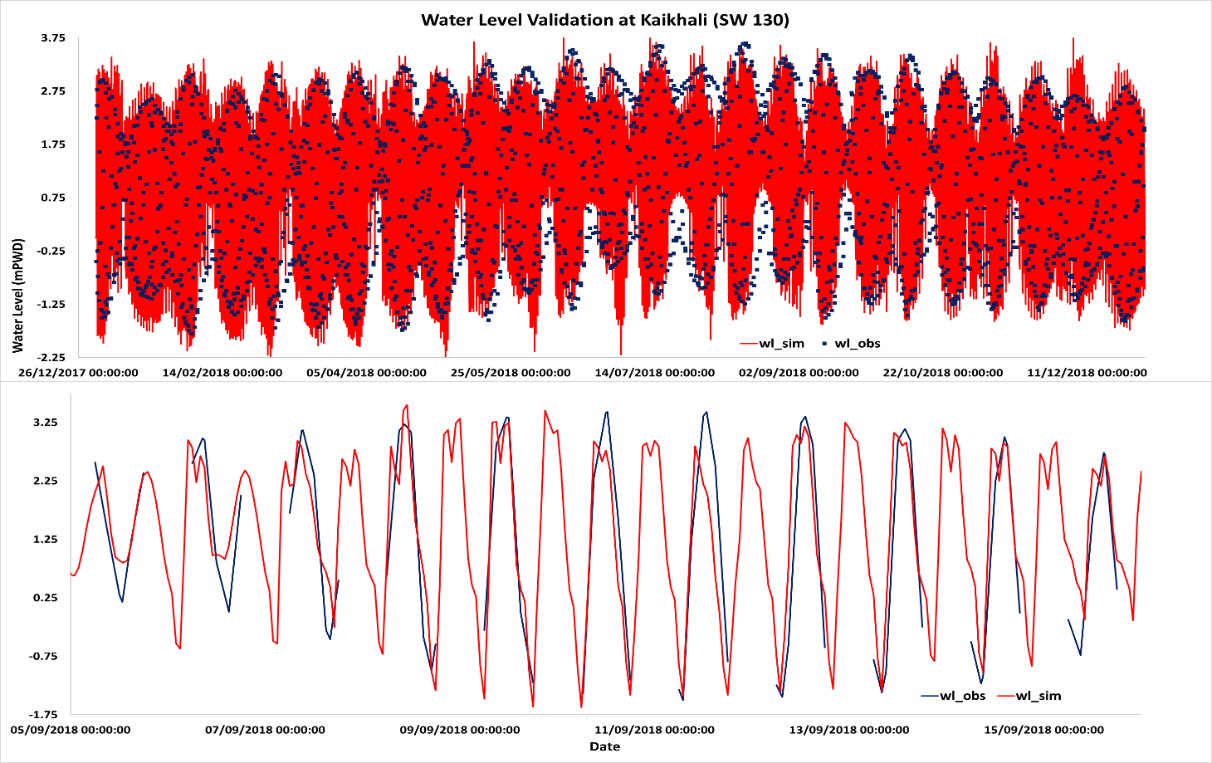 Water Level Validation at Kaikhali (SW 130)
3.75
2.75
1.75
0.75
-0.25
-1.25
-2.25
Water Level (mPWD)
wl_sim wl_obs
26/12/2017 00:00:00 14/02/2018 00:00:00 05/04/2018 00:00:00 25/05/2018 00:00:00 14/07/2018 00:00:00 02/09/2018 00:00:00 22/10/2018 00:00:00 11/12/2018 00:00:00
3.25
2.25
1.25
0.25
-0.75
-1.75
wl_obs wl_sim
05/09/2018 00:00:00 07/09/2018 00:00:00 09/09/2018 00:00:00 11/09/2018 00:00:00 13/09/2018 00:00:00 15/09/2018 00:00:00
Date